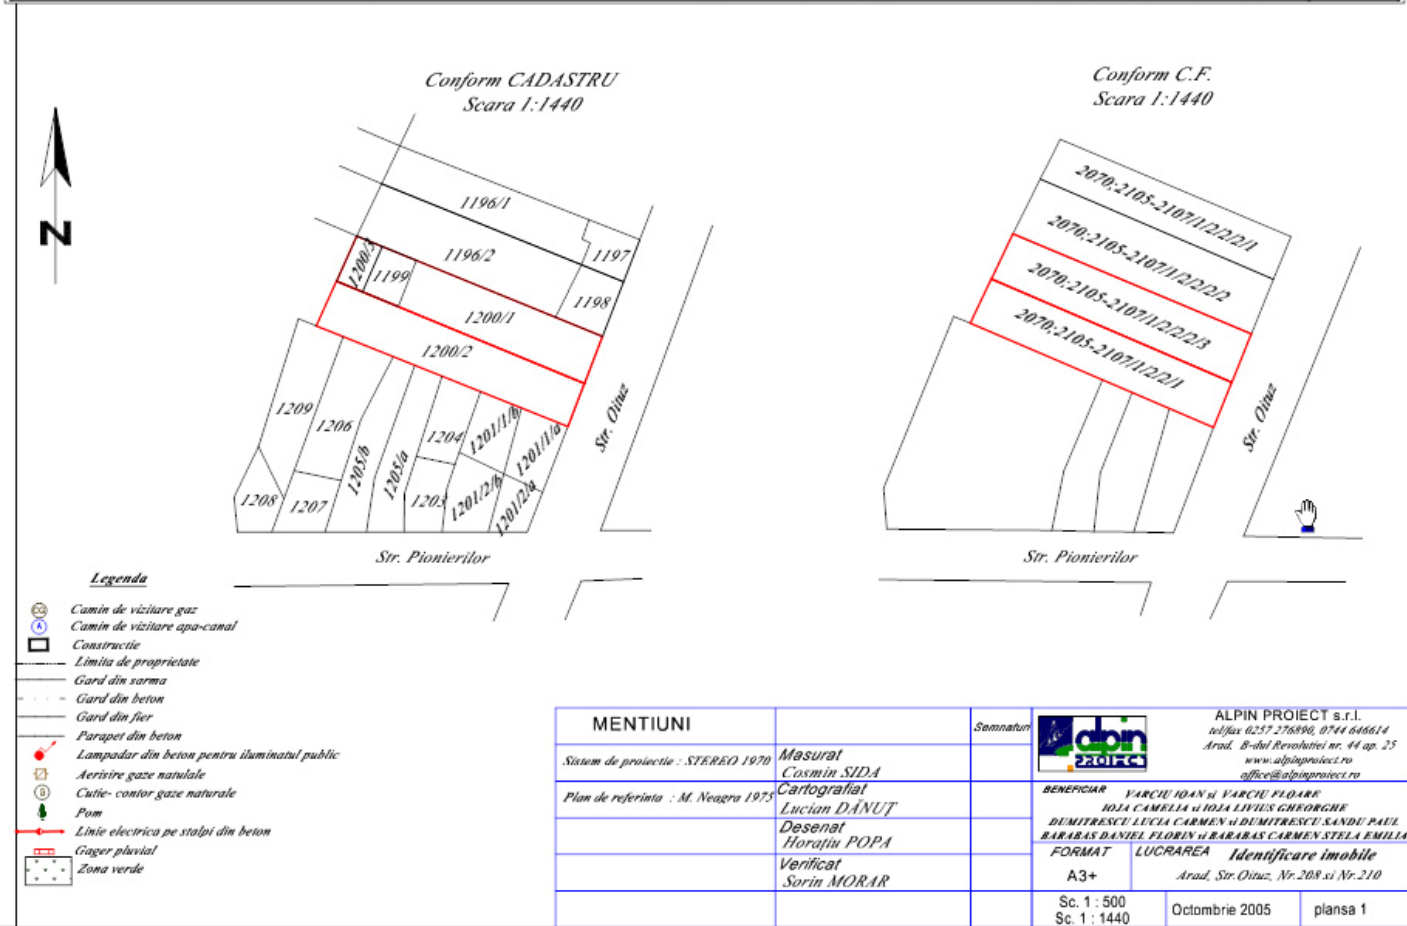 Conform CADASTRU
Scara 1:1440
Conform C.F.
Scara 1:1440
N
1196/1
1197
1196/2
1200/3
1199
1198
1200/1
1200/2
1209
1206
1205/b
1205/a
1204
1201/1/b
1201/1/a
1208
1207
1203
1201/2/b
1201/2/a
Str. Oituz
Str. Pionierilor
2070;2105-2107/1/2/2/2/1
2070;2105-2107/1/2/2/2/2
2070;2105-2107/1/2/2/2/3
2070;2105-2107/1/2/2/1
Str. Oituz
Str. Pionierilor
Legenda
CG Camin de vizitare gaz
A Camin de vizitare apa-canal
Constructie
Limita de proprietate
Gard din sarma
Gard din beton
Gard din fier
Parapet din beton
Lampadar din beton pentru iluminatul public
Aerisire gaze natulale
S Cutie- contor gaze naturale
Pom
Linie electrica pe stalpi din beton
Gager pluvial
Zona verde
MENTIUNI
Semnaturi
Sistem de proiectie : STEREO 1970
Masurat
Cosmin SIDA
Plan de referinta : M. Neagra 1975
Cartografiat
Lucian DĂNUȚ
Desenat
Horațiu POPA
Verificat
Sorin MORAR
alpin
PROIECT
ALPIN PROIECT s.r.l.
tel/fax 0257 276890, 0744 646614
Arad, B-dul Revolutiei nr. 44 ap. 25
www.alpinproiect.ro
office@alpinproiect.ro
BENEFICIAR VARCIU IOAN si VARCIU FLOARE
IOJA CAMELIA si IOJA LIVIUS GHEORGHE
DUMITRESCU LUCIA CARMEN si DUMITRESCU SANDU PAUL
BARABAS DANIEL FLORIN si BARABAS CARMEN STELA EMILIA
FORMAT
A3+
LUCRAREA Identificare imobile
Arad, Str.Oituz, Nr.208 si Nr.210
Sc. 1 : 500
Sc. 1 : 1440
Octombrie 2005
plansa 1